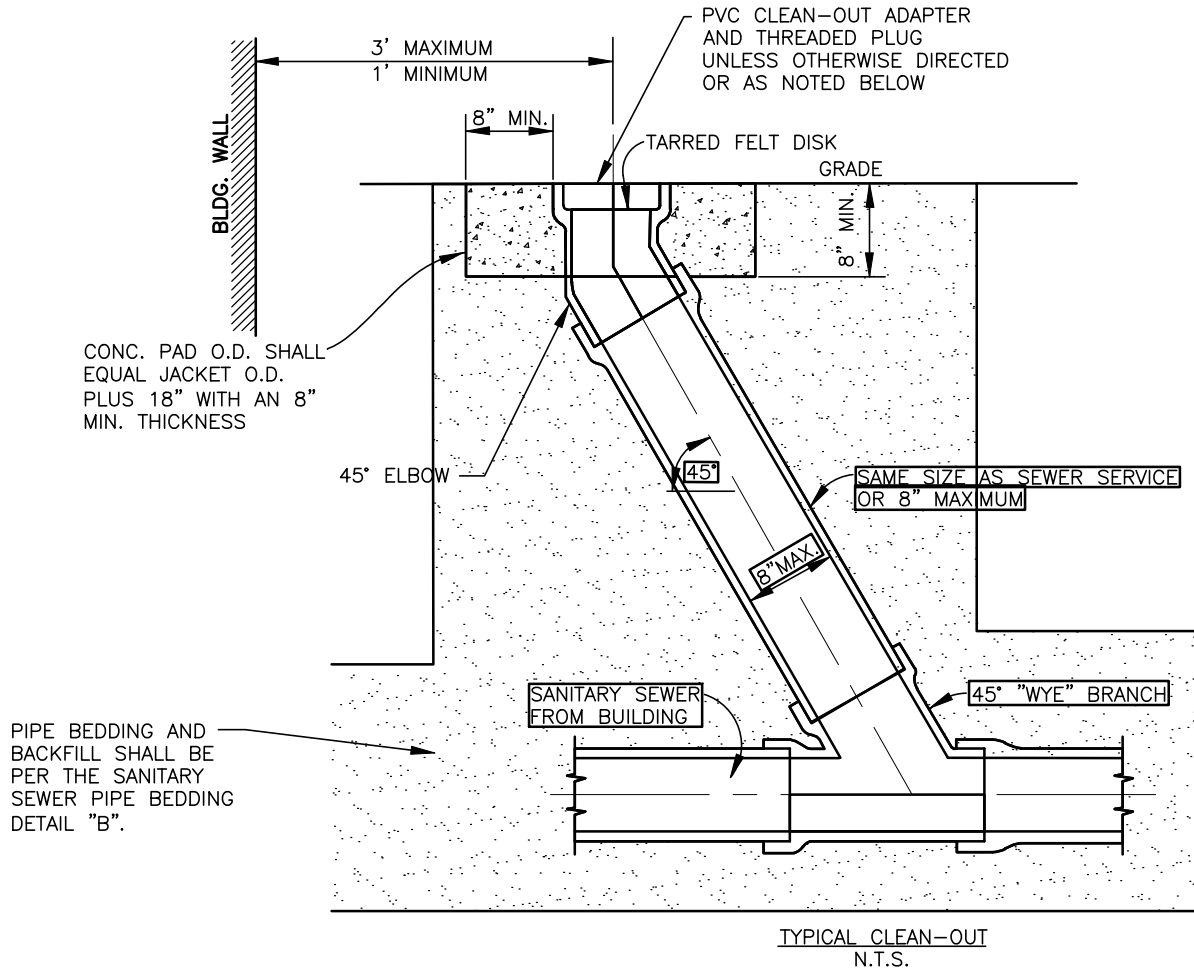 PVC CLEAN-OUT ADAPTER
AND THREADED PLUG
UNLESS OTHERWISE DIRECTED
OR AS NOTED BELOW
3' MAXIMUM
1' MINIMUM
BLDG. WALL
8" MIN.
TARRED FELT DISK
GRADE
8" MIN.
CONC. PAD O.D. SHALL
EQUAL JACKET O.D.
PLUS 18" WITH AN 8"
MIN. THICKNESS
45° ELBOW
45°
SAME SIZE AS SEWER SERVICE
OR 8" MAXIMUM
8"MAX.
SANITARY SEWER
FROM BUILDING
45° "WYE" BRANCH
PIPE BEDDING AND
BACKFILL SHALL BE
PER THE SANITARY
SEWER PIPE BEDDING
DETAIL "B".
TYPICAL CLEAN-OUT
N.T.S.